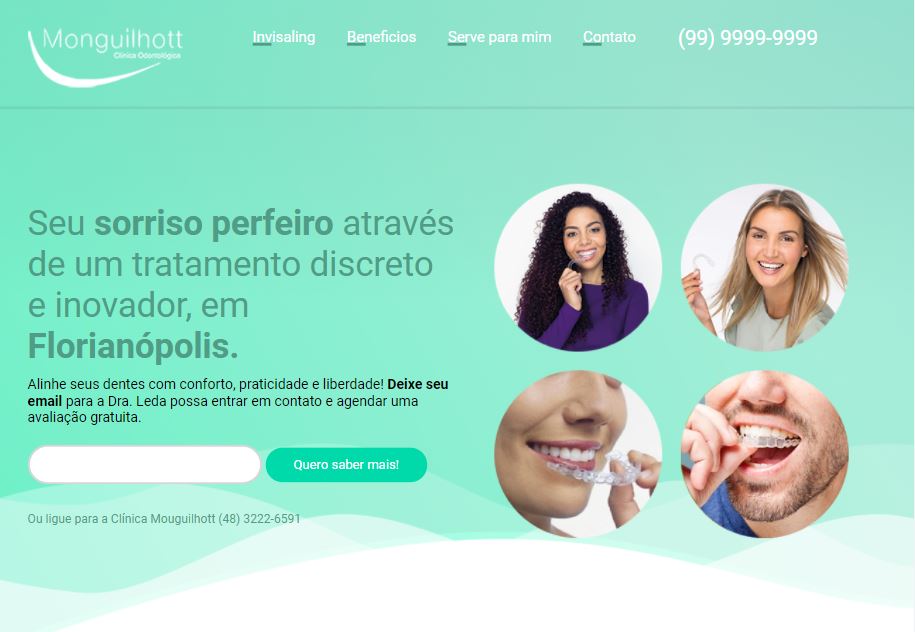 Monguilhott
Clínica Odontológica
Invisaling
Beneficios
Serve para mim
Contato
(99) 9999-9999
Seu sorriso perfeiro através
de um tratamento discreto
e inovador, em
Florianópolis.
Alinhe seus dentes com conforto, praticidade e liberdade! Deixe seu
email para a Dra. Leda possa entrar em contato e agendar uma
avaliação gratuita.
Quero saber mais!
Ou ligue para a Clínica Mouguilhott (48) 3222-6591